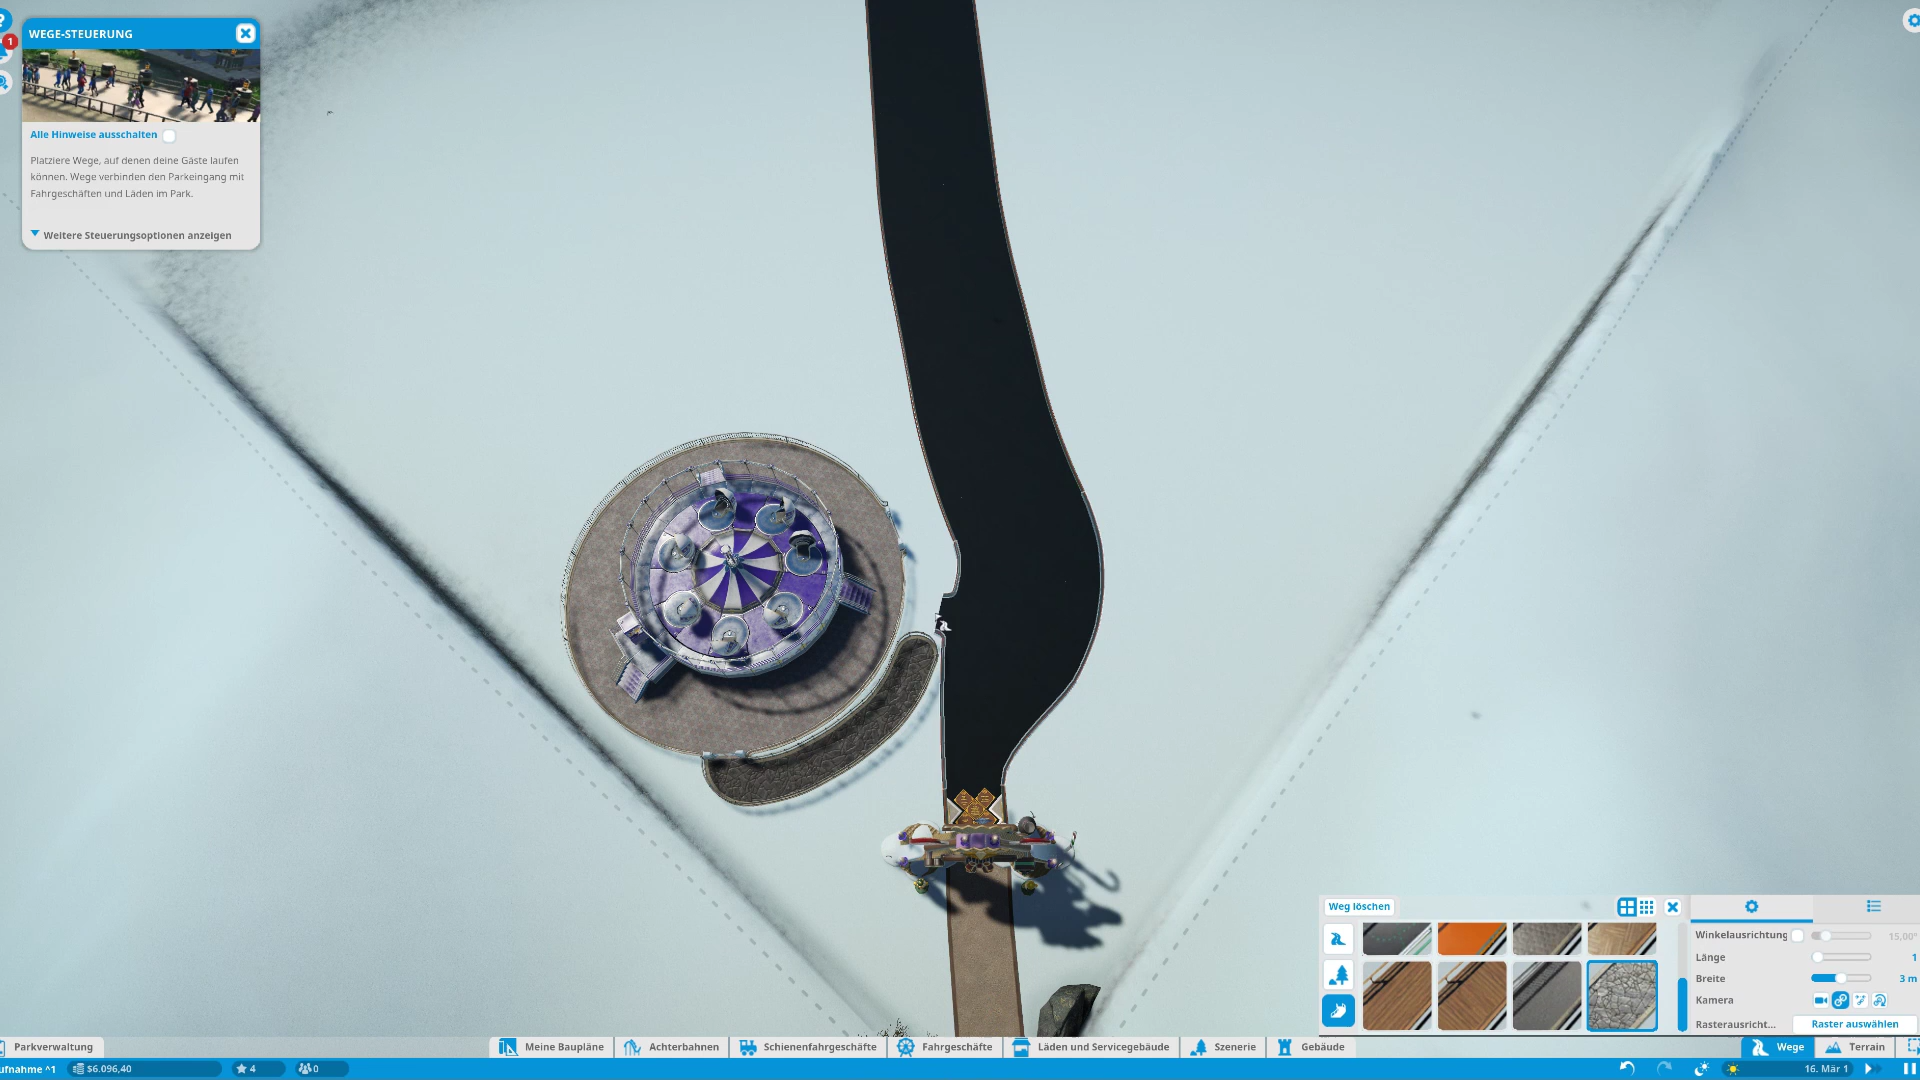 ?
1
WEGE-STEUERUNG
Alle Hinweise ausschalten
Platziere Wege, auf denen deine Gäste laufen
können. Wege verbinden den Parkeingang mit
Fahrgeschäften und Läden im Park.
Weitere Steuerungsoptionen anzeigen
Weg löschen
Winkelausrichtung 15,00°
Länge 1
Breite 3 m
Kamera
Rasterausricht... Raster auswählen
Parkverwaltung
Meine Baupläne
Achterbahnen
Schienenfahrgeschäfte
Fahrgeschäfte
Läden und Servicegebäude
Szenerie
Gebäude
Wege
Terrain
ufnahme ^1
$6.096,40
4
0
16. Mär 1